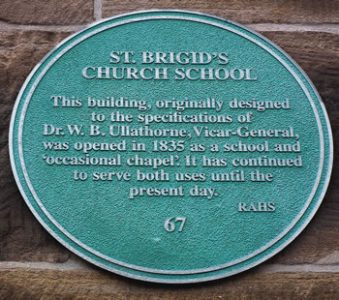 ST. BRIGID'S
CHURCH SCHOOL
This building, originally designed
to the specifications of
Dr. W. B. Ullathorne, Vicar-General,
was opened in 1835 as a school and
'occasional chapel'. It has continued
to serve both uses until the
present day.
RAHS
67